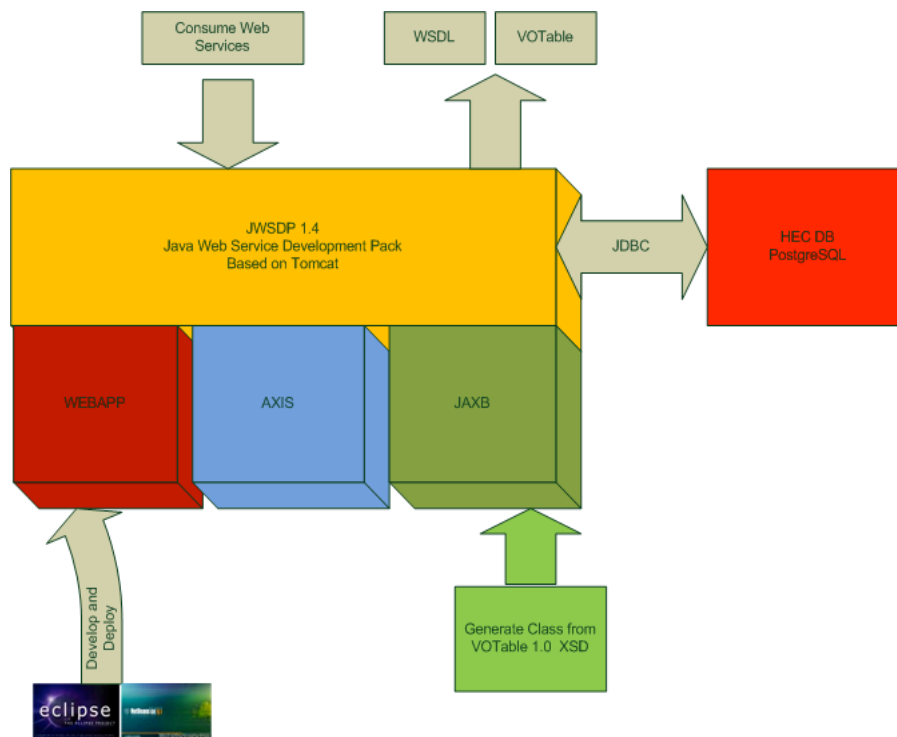 Consume Web
Services
WSDL
VOTable
JWSDP 1.4
Java Web Service Development Pack
Based on Tomcat
JDBC
HEC DB
PostgreSQL
WEBAPP
AXIS
JAXB
Develop and
Deploy
Generate Class from
VOTable 1.0 XSD
eclipse